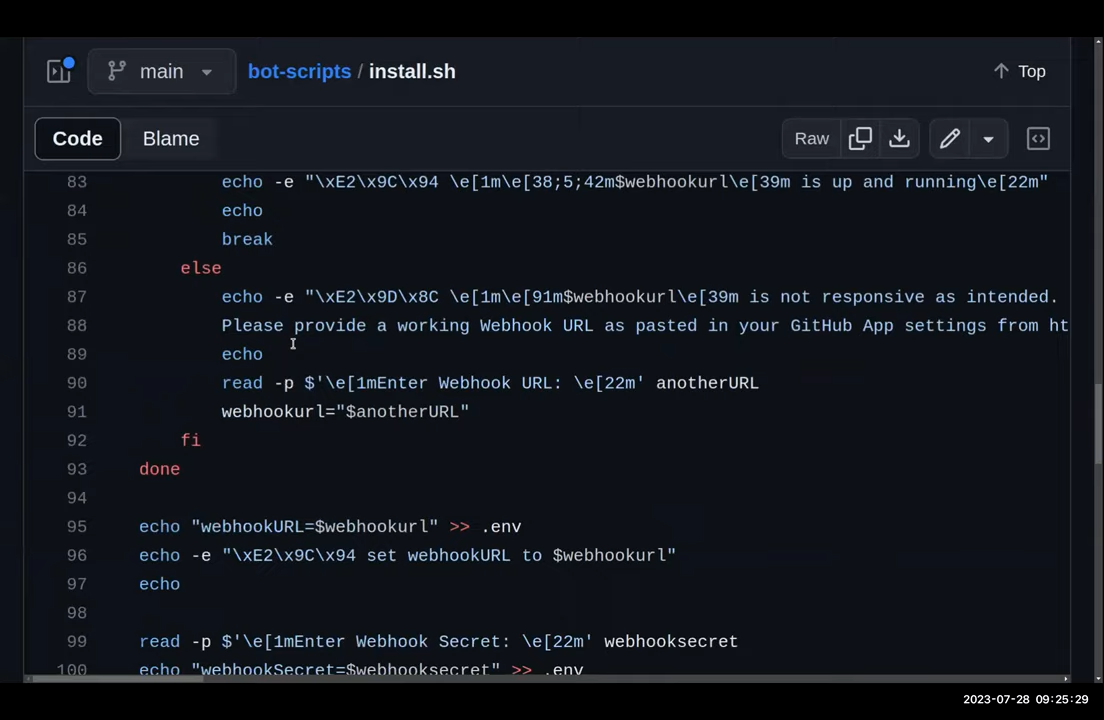 main bot-scripts / install.sh Top
Code Blame Raw
83 echo -e "\xE2\x9C\x94 \e[1m\e[38;5;42m$webhookurl\e[39m is up and running\e[22m"
84 echo
85 break
86 else
87 echo -e "\xE2\x9D\x8C \e[1m\e[91m$webhookurl\e[39m is not responsive as intended.
88 Please provide a working Webhook URL as pasted in your GitHub App settings from ht
89 echo
90 read -p $'\e[1mEnter Webhook URL: \e[22m' anotherURL
91 webhookurl="$anotherURL"
92 fi
93 done
94
95 echo "webhookURL=$webhookurl" >> .env
96 echo -e "\xE2\x9C\x94 set webhookURL to $webhookurl"
97 echo
98
99 read -p $'\e[1mEnter Webhook Secret: \e[22m' webhooksecret
100 echo "webhookSecret=$webhooksecret" >> .env
2023-07-28 09:25:29